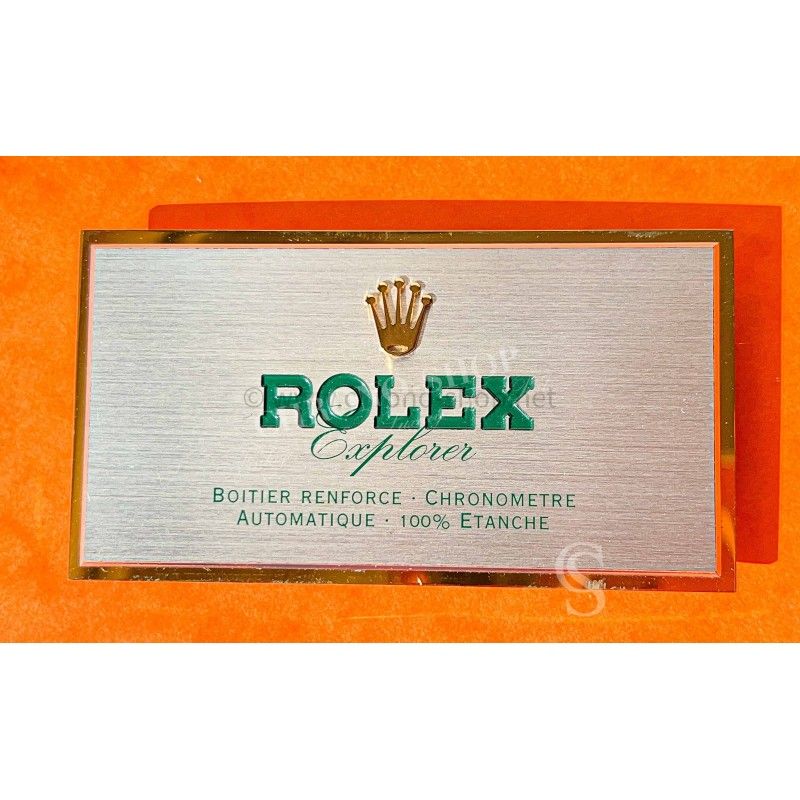 ROLEX
Explorer
BOITIER RENFORCE · CHRONOMETRE
AUTOMATIQUE · 100% ETANCHE